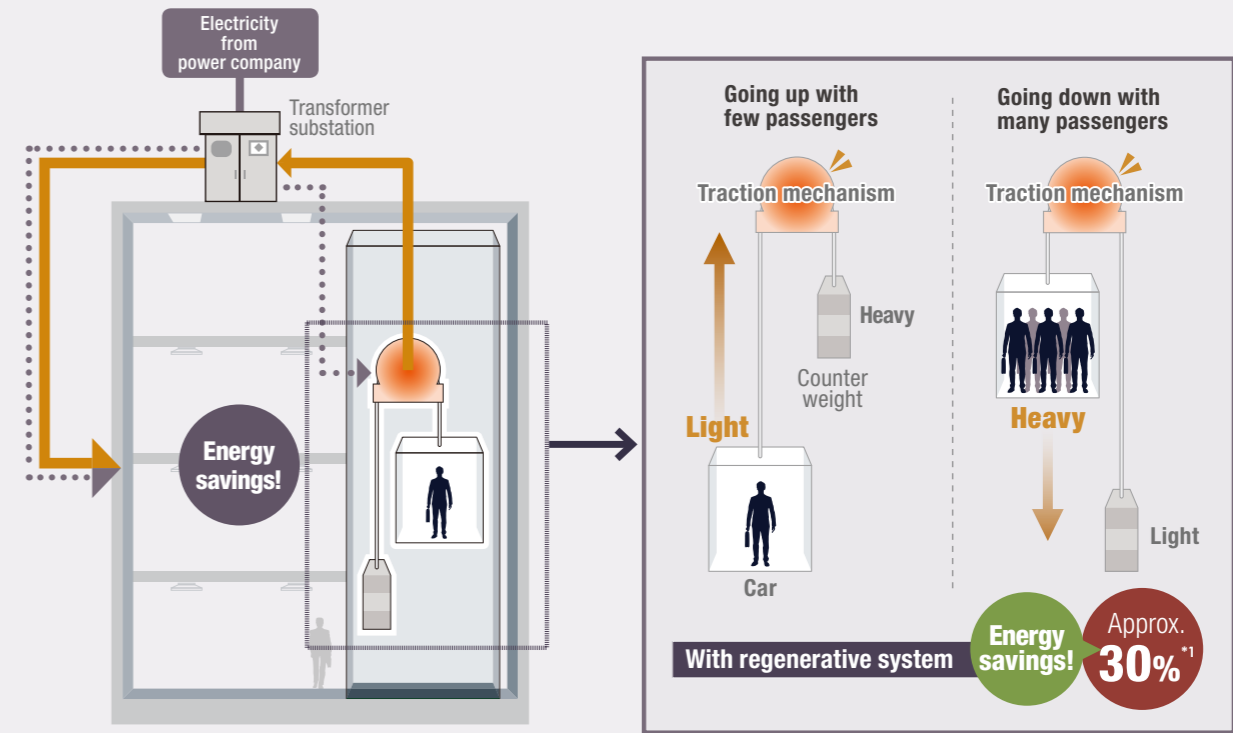 Electricity
from
power company
Transformer
substation
Energy
savings!
Going up with
few passengers
Traction mechanism
Heavy
Counter
weight
Light
Car
Going down with
many passengers
Traction mechanism
Heavy
Light
With regenerative system
Energy
savings!
Approx.
30%*1